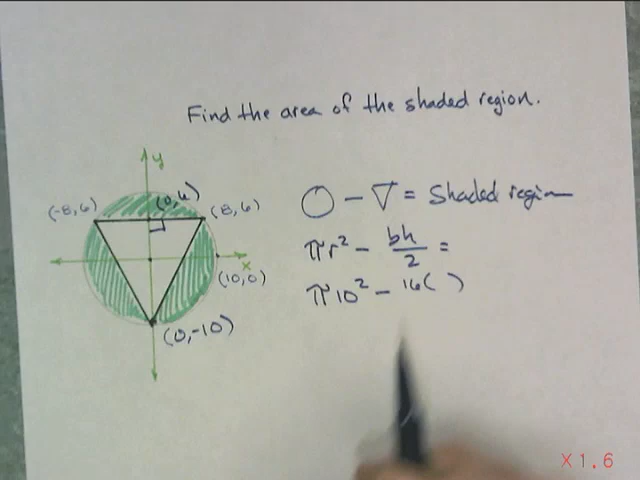 Find the area of the shaded region.
y
(-8,6)
(0,6)
(8,6)
x
(10,0)
(0,-10)
○ - ▽ = Shaded region
πr² - bh/2 =
π10² - 16( )
X1.6